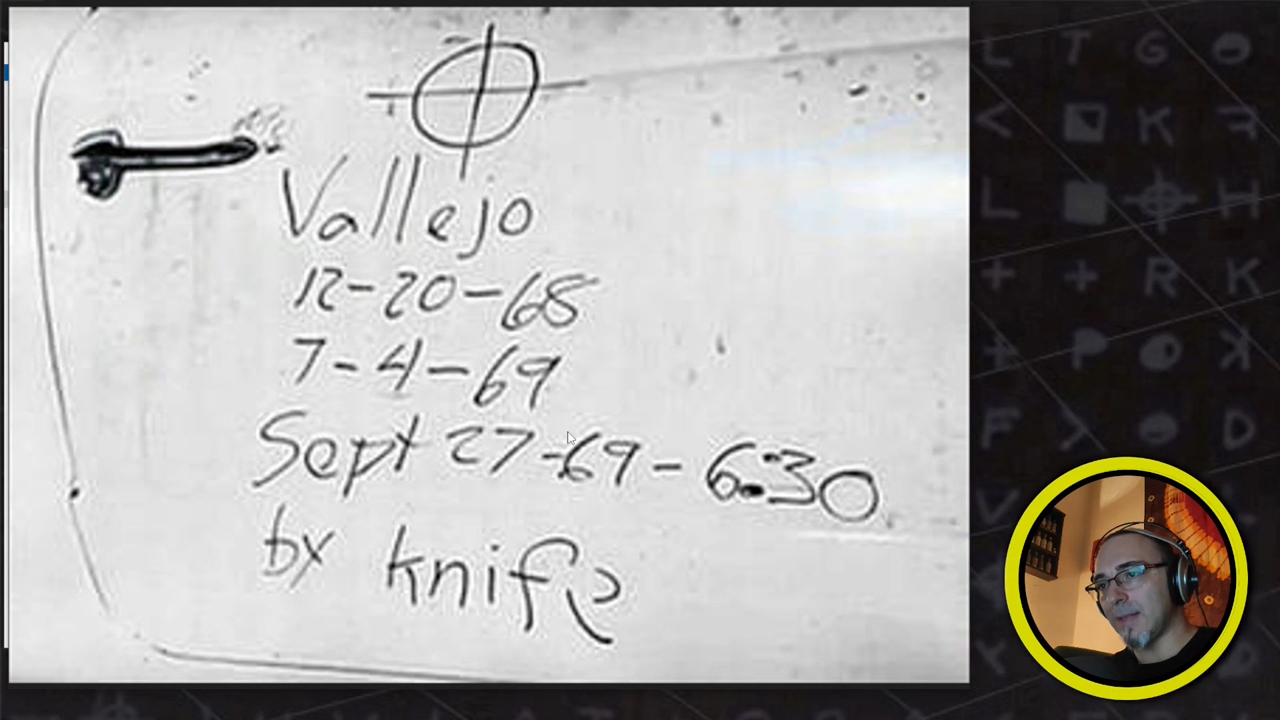 Vallejo
12-20-68
7-4-69
Sept 27-69-6:30
by knife
L T G
< K
L H
+ + R K
P
F D